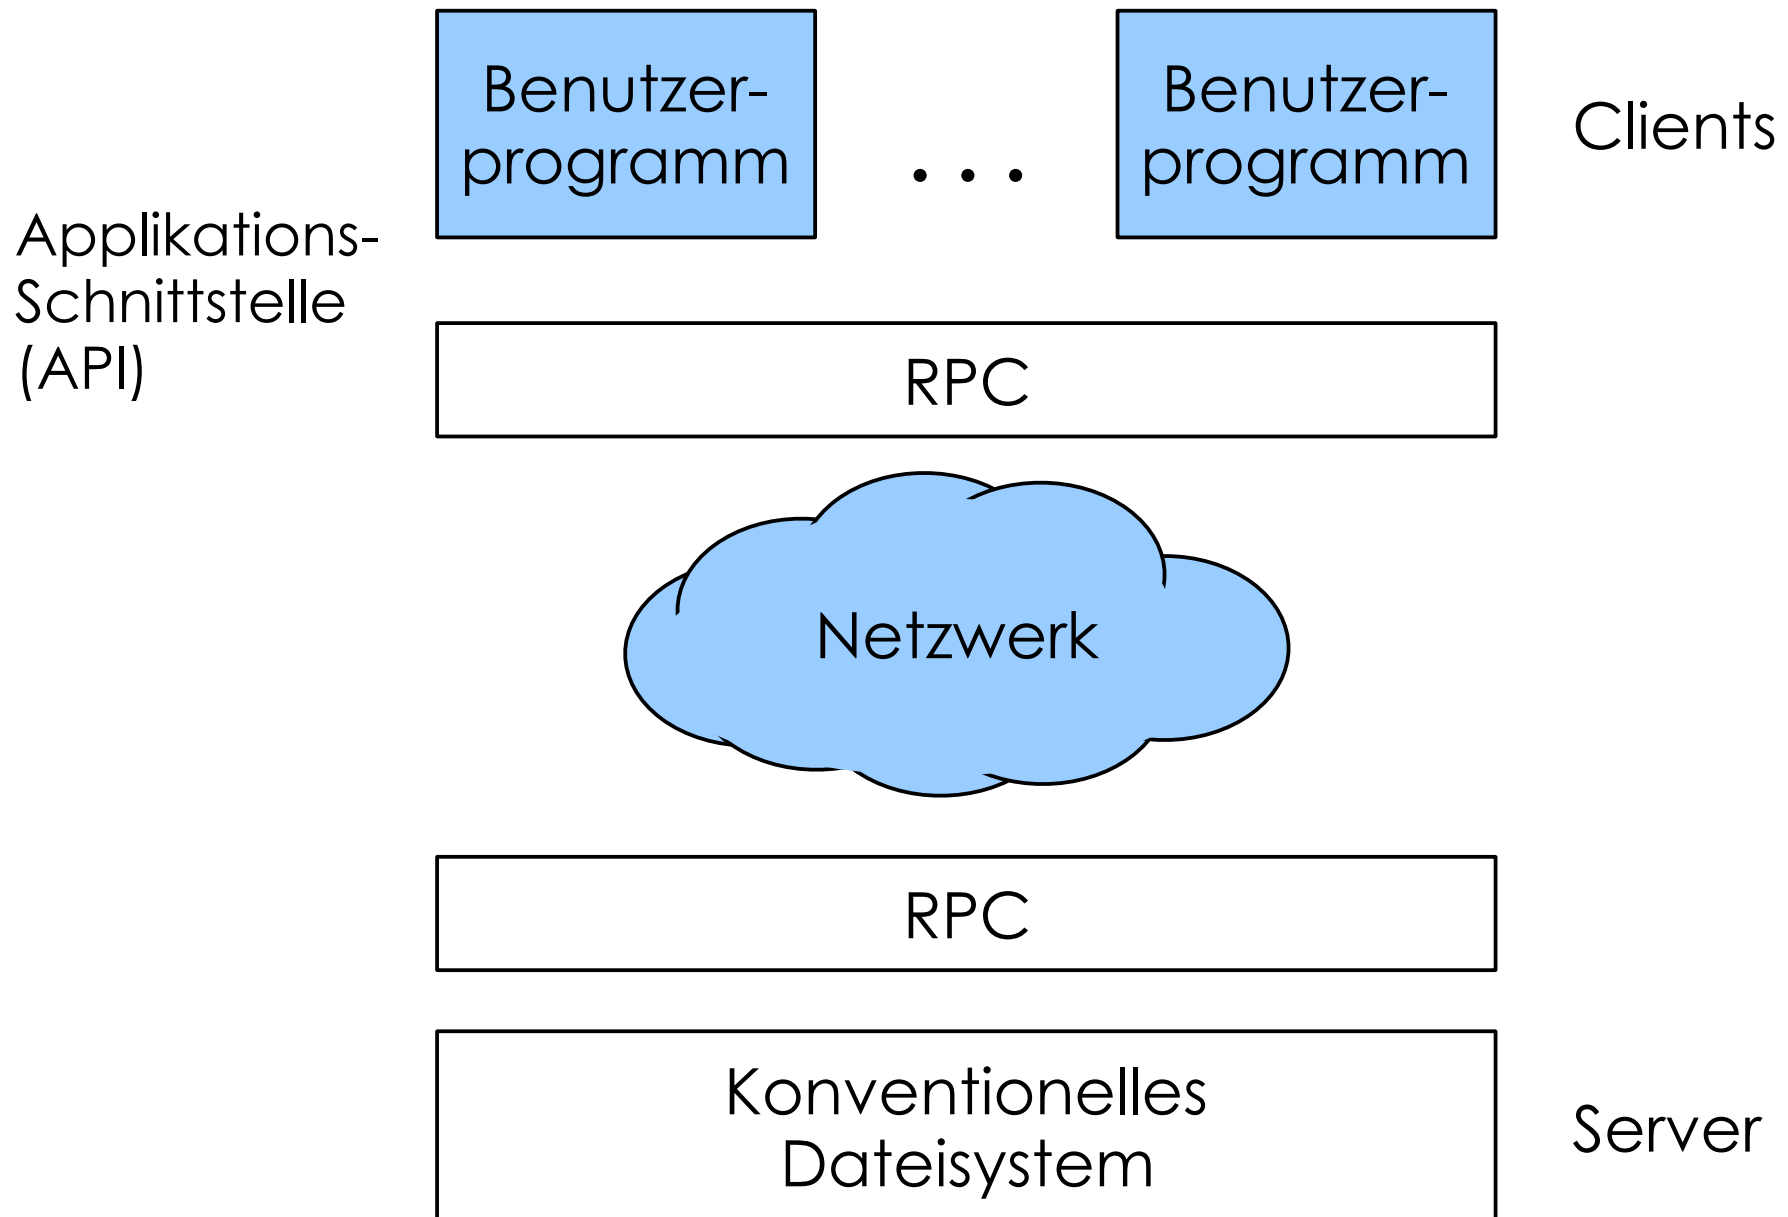 Benutzer-
programm
. . .
Benutzer-
programm
Clients
Applikations-
Schnittstelle
(API)
RPC
Netzwerk
RPC
Konventionelles
Dateisystem
Server